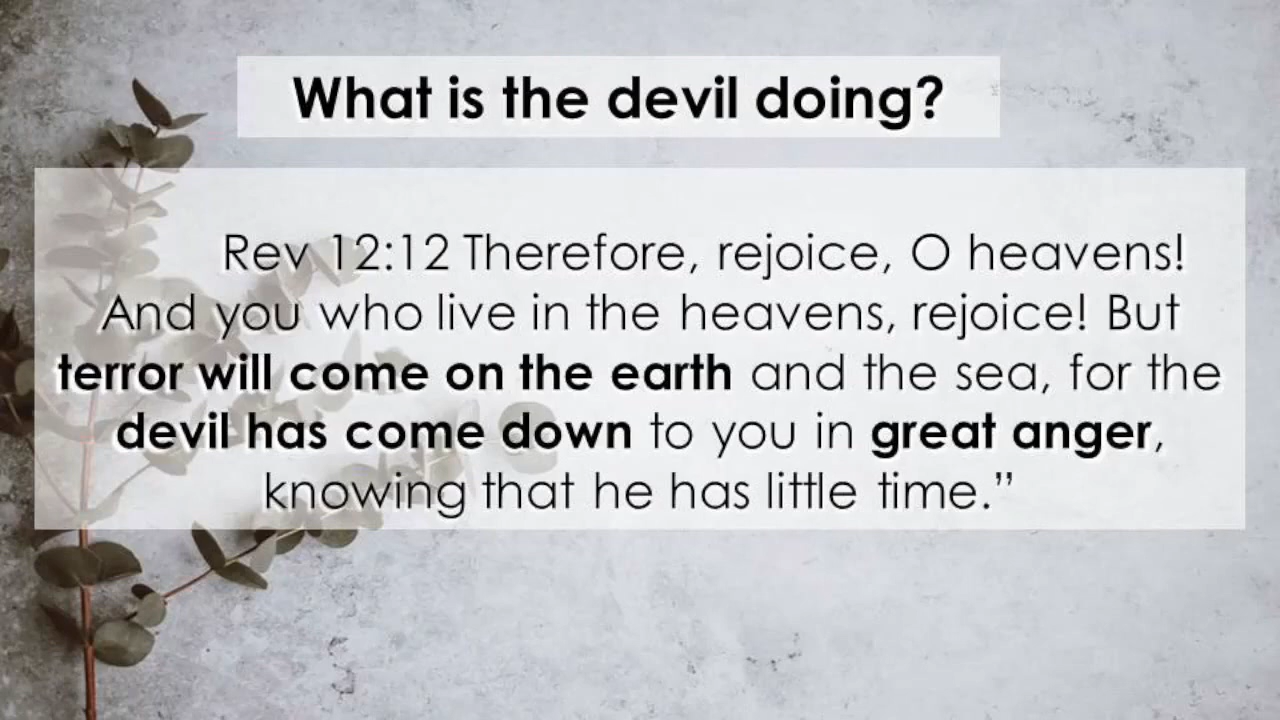 What is the devil doing?
Rev 12:12 Therefore, rejoice, O heavens!
And you who live in the heavens, rejoice! But
terror will come on the earth and the sea, for the
devil has come down to you in great anger,
knowing that he has little time.”